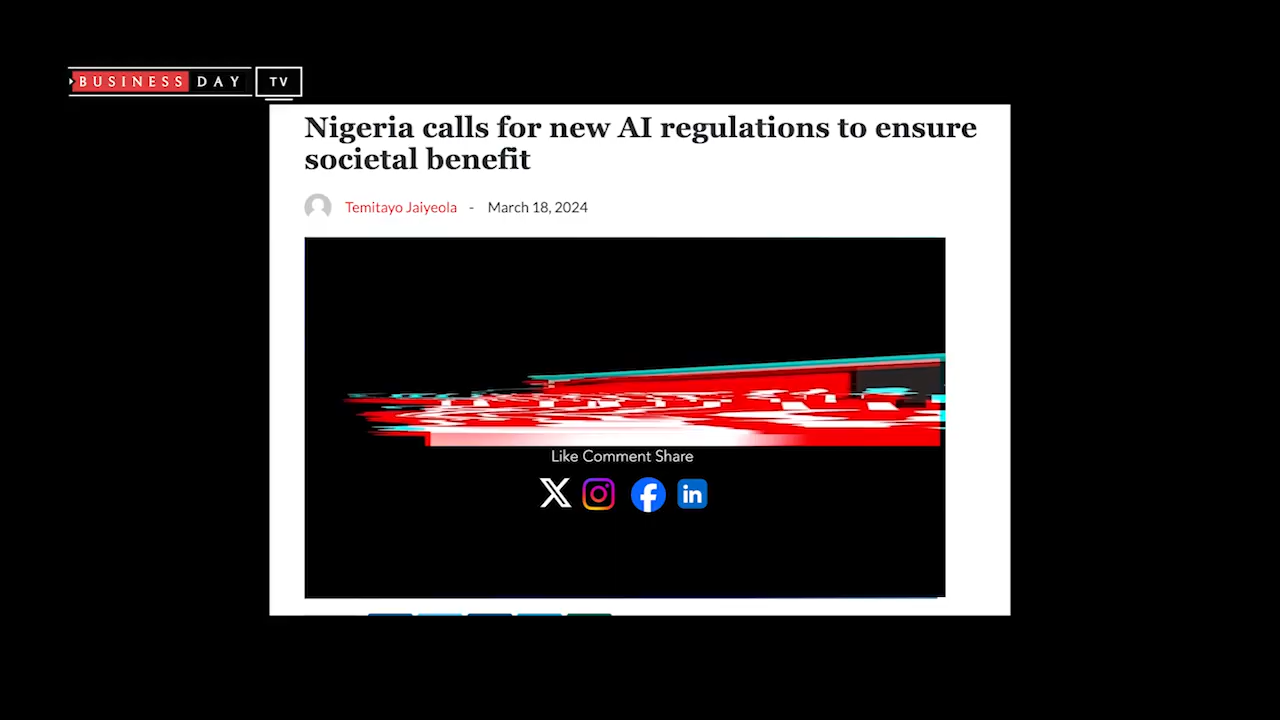 BUSINESS DAY TV
Nigeria calls for new AI regulations to ensure
societal benefit
Temitayo Jaiyeola - March 18, 2024
Like Comment Share